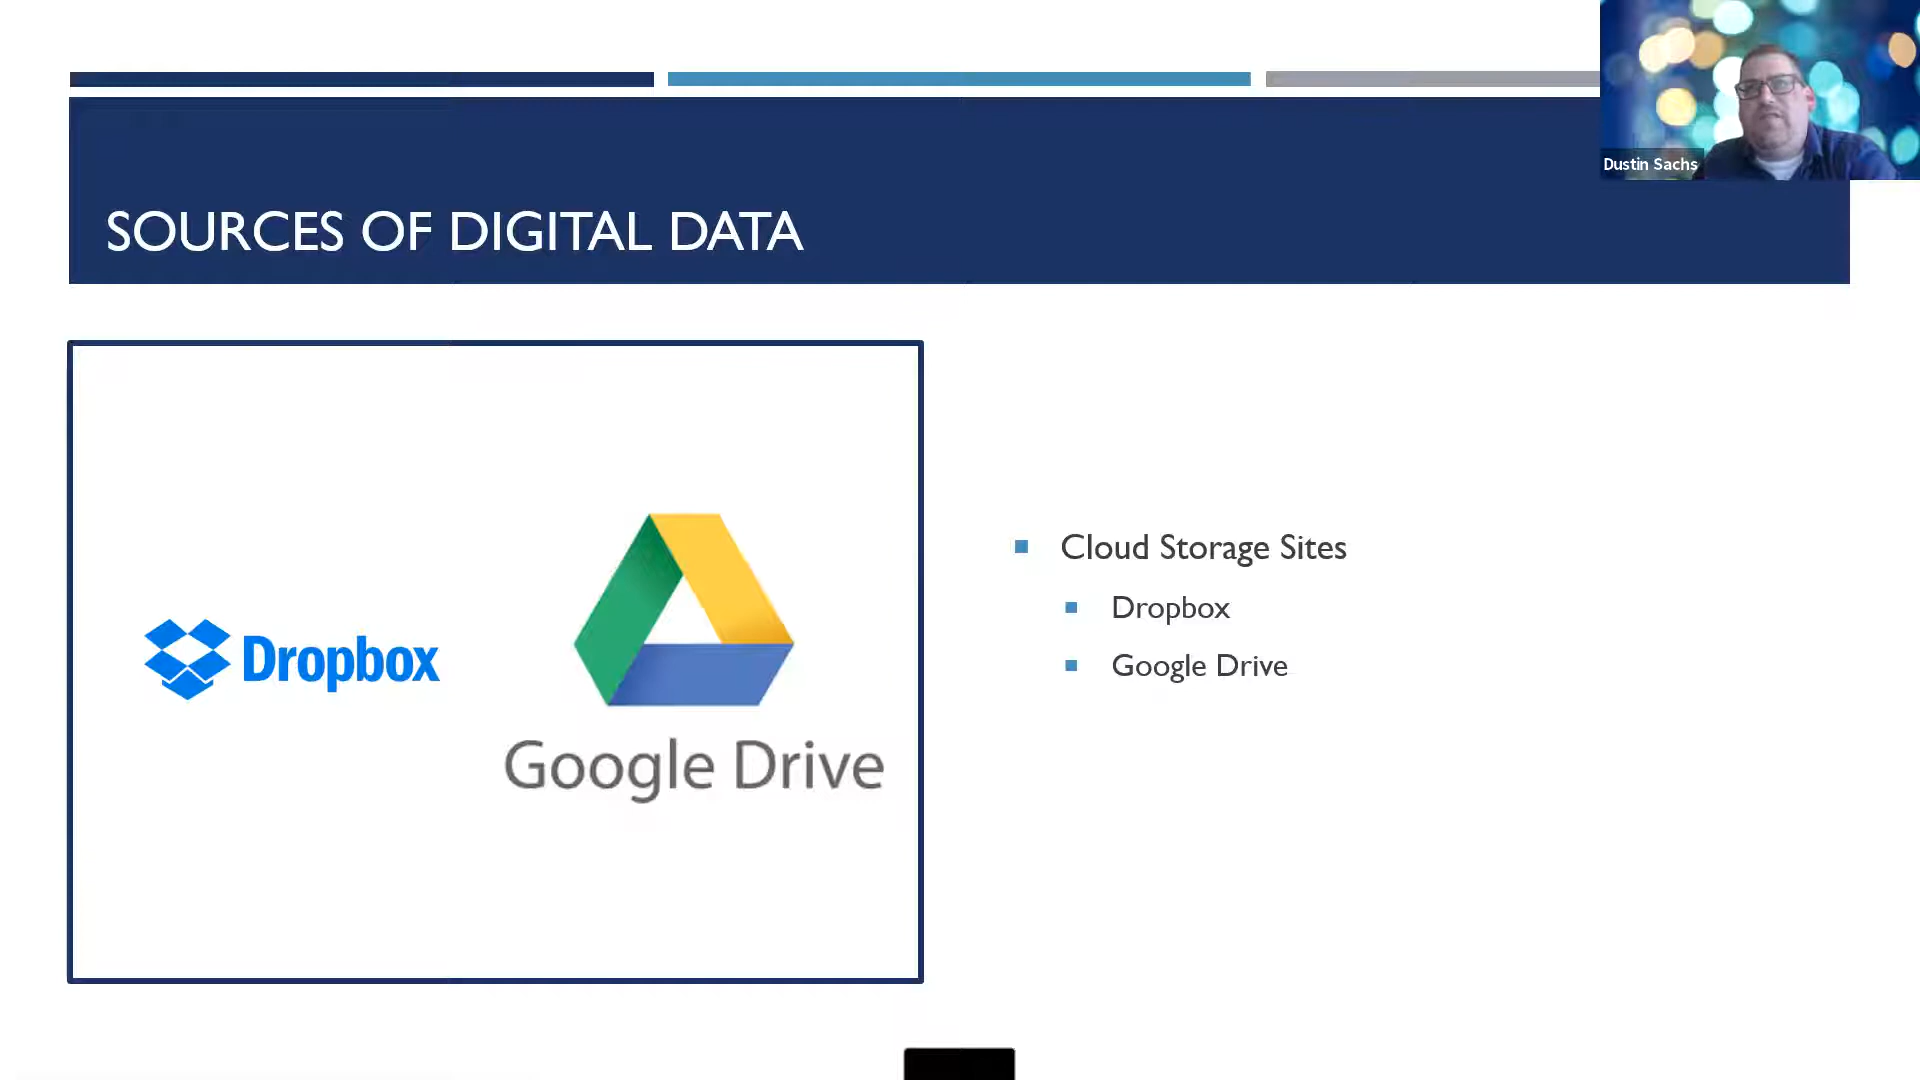 Dustin Sachs
SOURCES OF DIGITAL DATA
Dropbox
Google Drive
Cloud Storage Sites
Dropbox
Google Drive